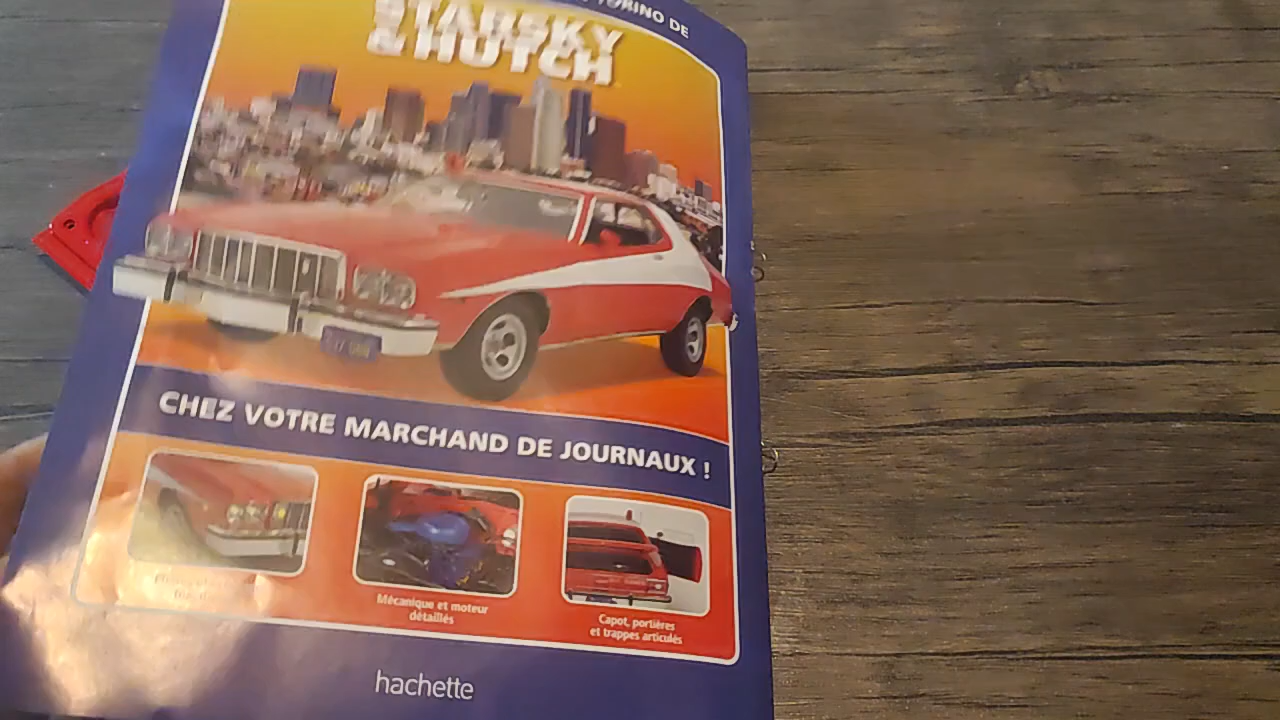 TORINO DE
STARSKY
& HUTCH
CHEZ VOTRE MARCHAND DE JOURNAUX !
Mécanique et moteur
détaillés
Capot, portières
et trappes articulés
hachette